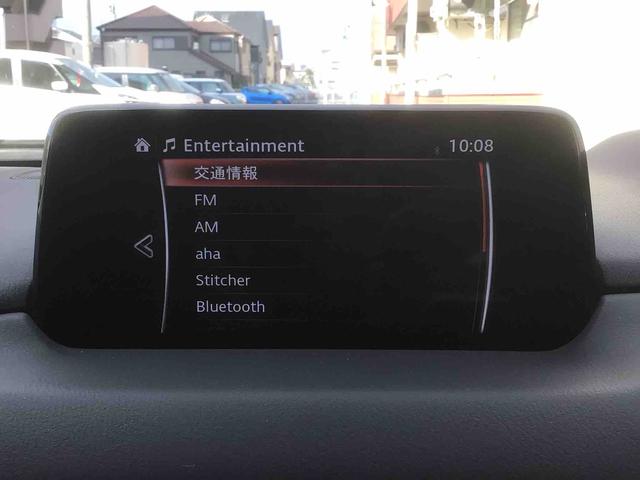 Entertainment 10:08
交通情報
FM
AM
aha
Stitcher
Bluetooth